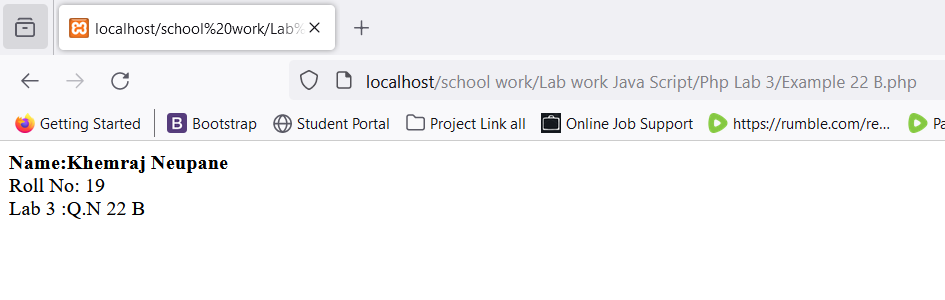 localhost/school%20work/Lab%
localhost/school work/Lab work Java Script/Php Lab 3/Example 22 B.php
Getting Started B Bootstrap Student Portal Project Link all Online Job Support https://rumble.com/re... Pa
Name:Khemraj Neupane
Roll No: 19
Lab 3 :Q.N 22 B